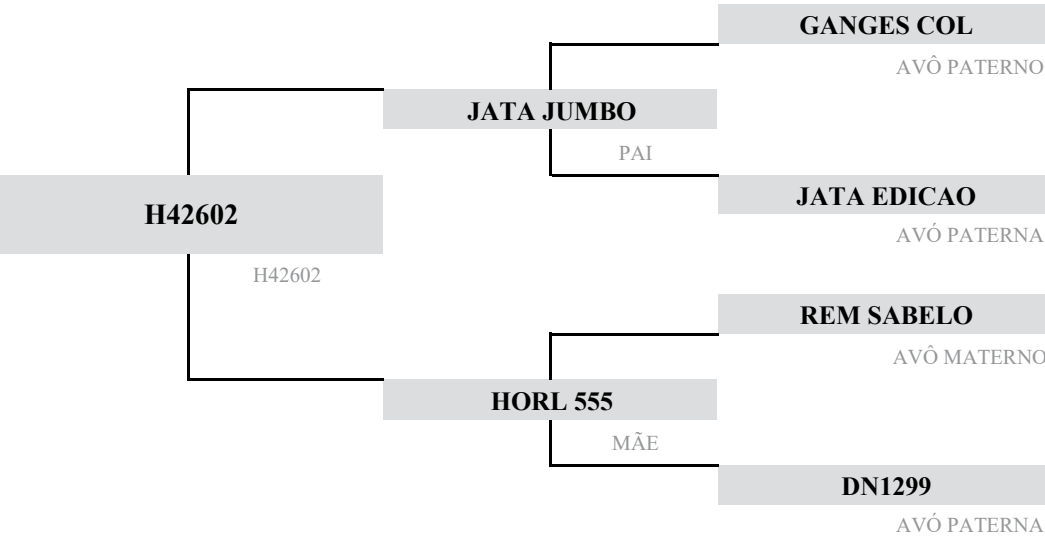 GANGES COL
AVÔ PATERNO
JATA JUMBO
PAI
JATA EDICAO
AVÓ PATERNA
H42602
H42602
REM SABELO
AVÔ MATERNO
HORL 555
MÃE
DN1299
AVÓ PATERNA